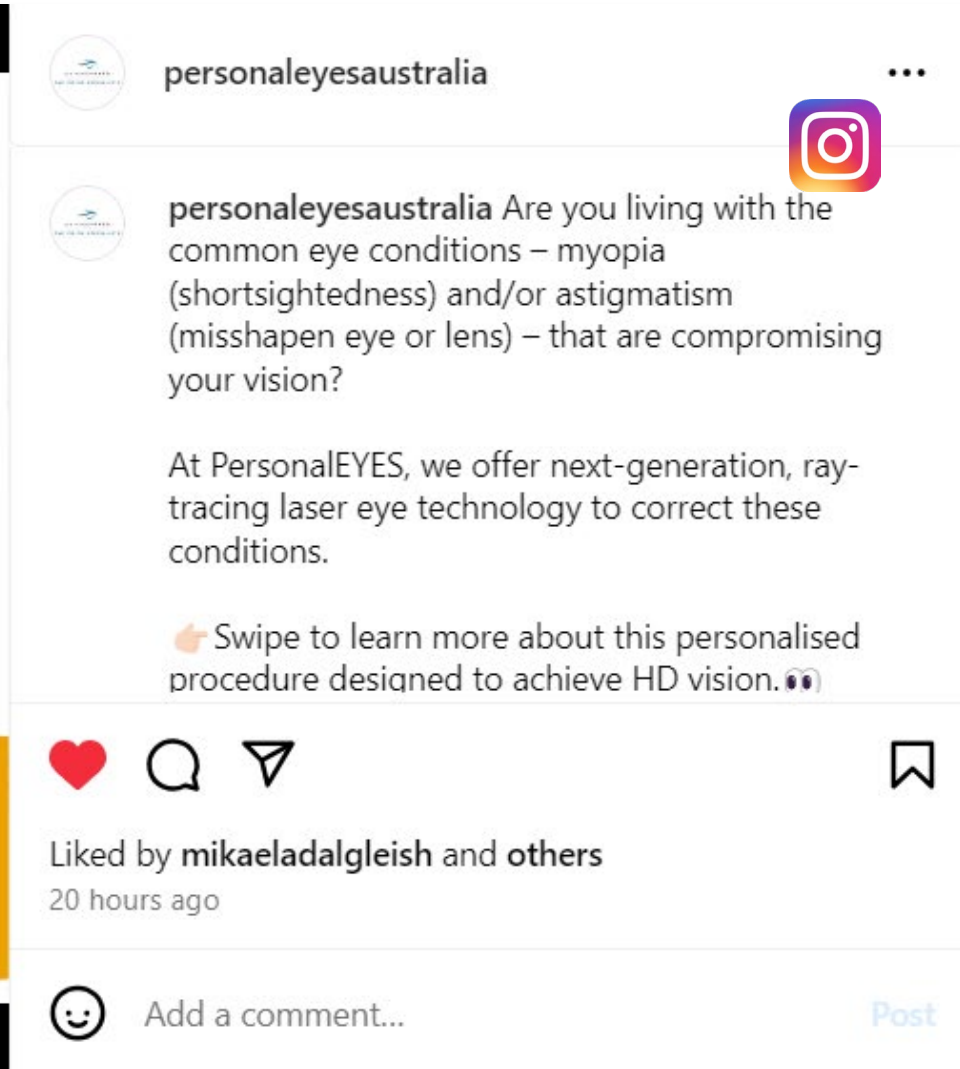 personaleyesaustralia
personaleyesaustralia Are you living with the
common eye conditions – myopia
(shortsightedness) and/or astigmatism
(misshapen eye or lens) – that are compromising
your vision?
At PersonalEYES, we offer next-generation, ray-
tracing laser eye technology to correct these
conditions.
👉🏻Swipe to learn more about this personalised
procedure designed to achieve HD vision.👀
Liked by mikaeladalgleish and others
20 hours ago
Add a comment...
Post